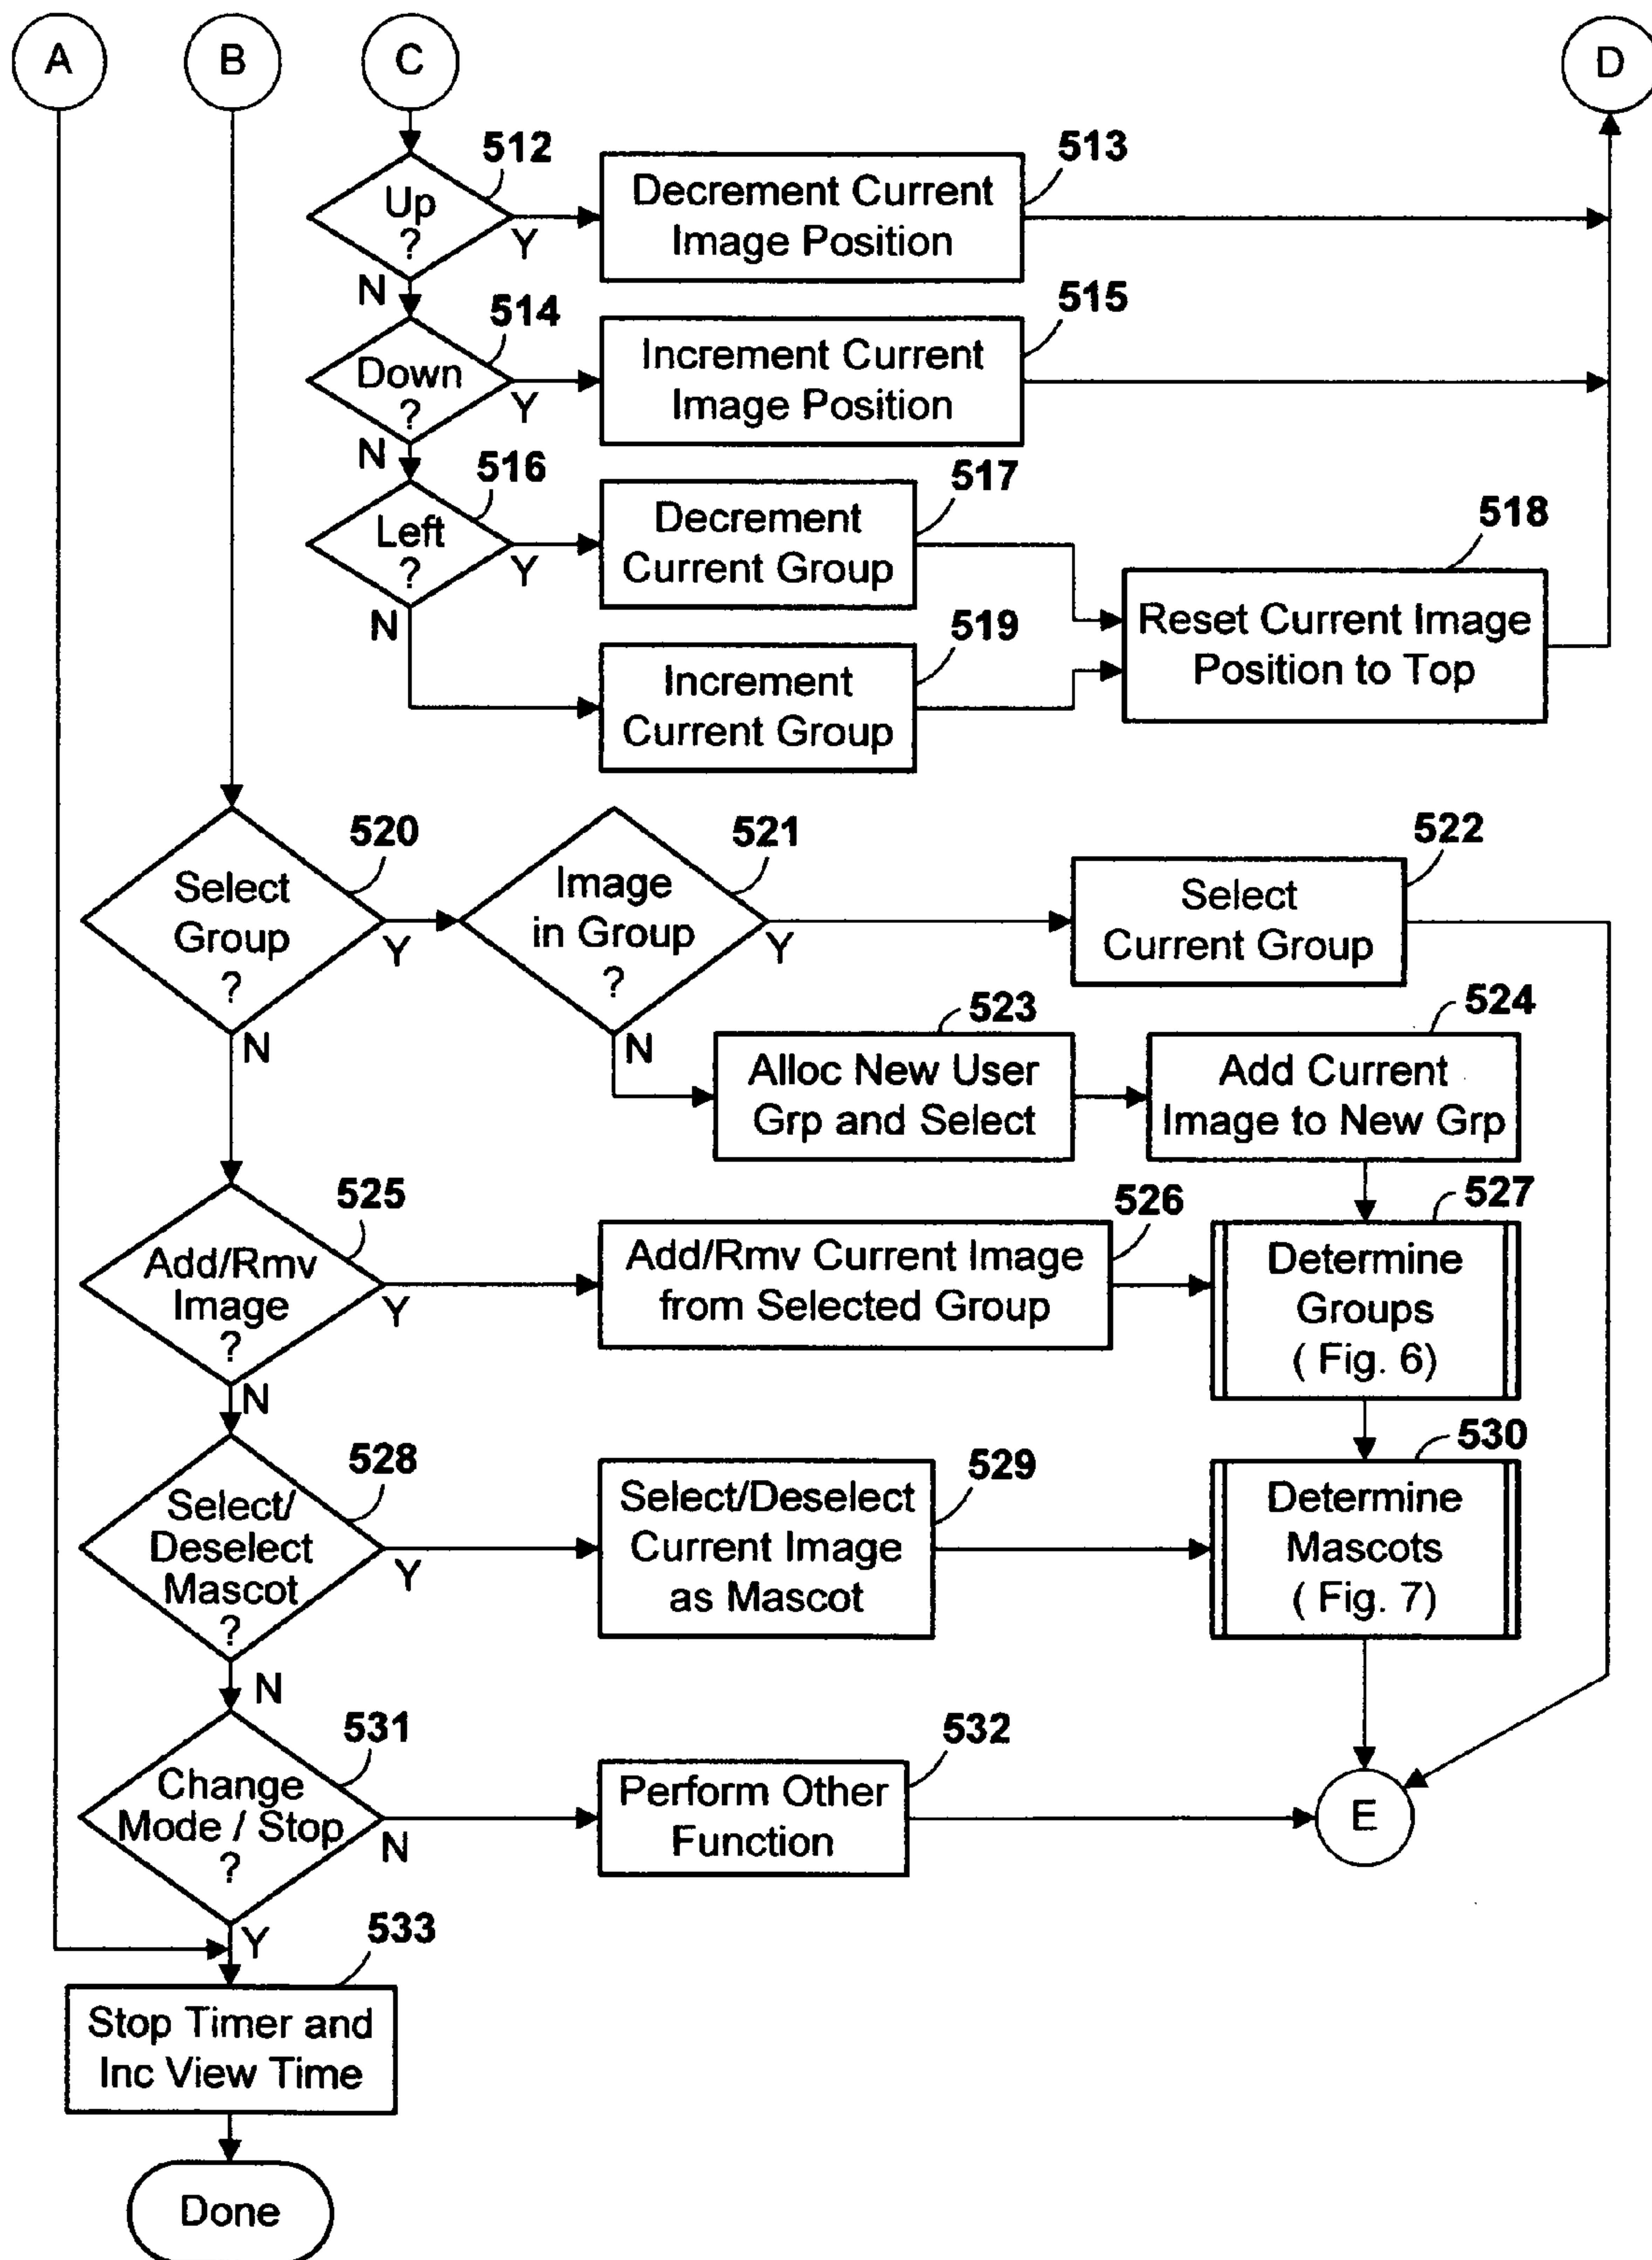 A
B
C
D
512
Up
?
Y
N
513
Decrement Current
Image Position
514
Down
?
Y
N
515
Increment Current
Image Position
516
Left
?
Y
N
517
Decrement
Current Group
518
Reset Current Image
Position to Top
519
Increment
Current Group
520
Select
Group
?
Y
N
521
Image
in Group
?
Y
N
522
Select
Current Group
523
Alloc New User
Grp and Select
524
Add Current
Image to New Grp
525
Add/Rmv
Image
?
Y
N
526
Add/Rmv Current Image
from Selected Group
527
Determine
Groups
( Fig. 6)
528
Select/
Deselect
Mascot
?
Y
N
529
Select/Deselect
Current Image
as Mascot
530
Determine
Mascots
( Fig. 7)
531
Change
Mode / Stop
?
N
Y
532
Perform Other
Function
E
533
Stop Timer and
Inc View Time
Done